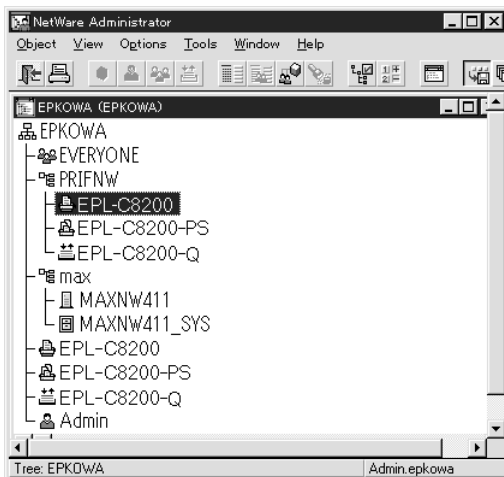 NetWare Administrator
Object View Options Tools Window Help
EPKOWA (EPKOWA)
EPKOWA
EVERYONE
PRIFNW
EPL-C8200
EPL-C8200-PS
EPL-C8200-Q
max
MAXNW411
MAXNW411_SYS
EPL-C8200
EPL-C8200-PS
EPL-C8200-Q
Admin
Tree: EPKOWA Admin.epkowa